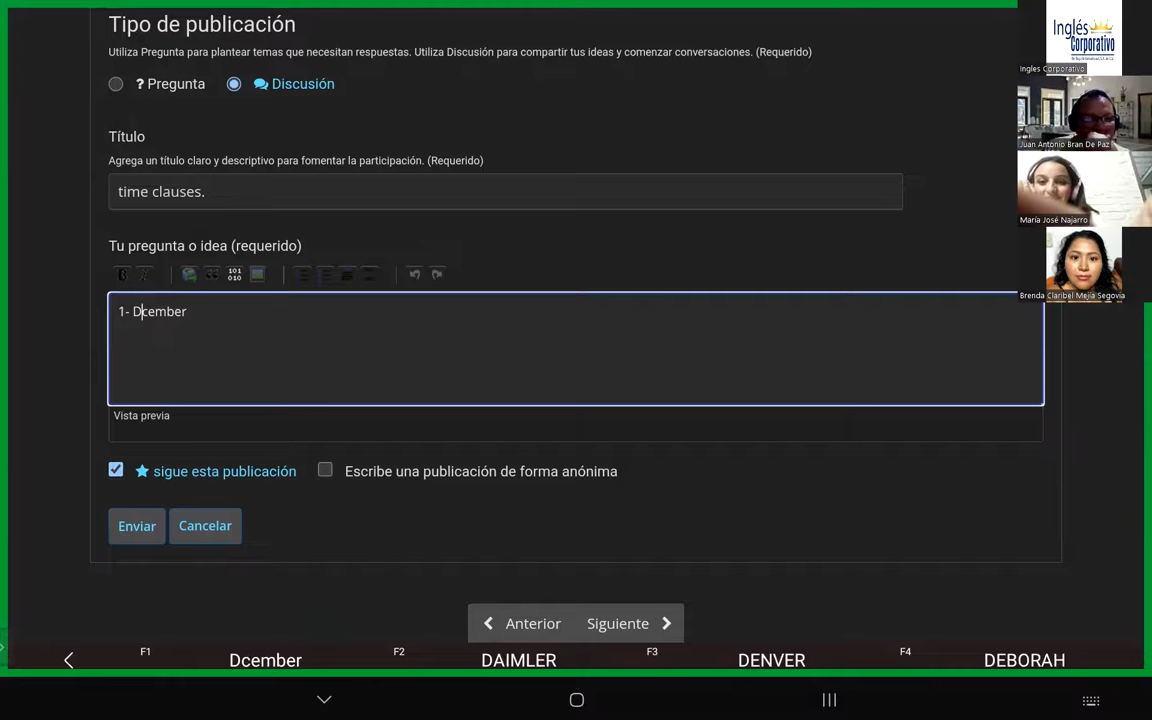 Tipo de publicación
Utiliza Pregunta para plantear temas que necesitan respuestas. Utiliza Discusión para compartir tus ideas y comenzar conversaciones. (Requerido)
? Pregunta
Discusión
Título
Agrega un título claro y descriptivo para fomentar la participación. (Requerido)
time clauses.
Tu pregunta o idea (requerido)
B I
101
010
1- Dcember
Vista previa
sigue esta publicación
Escribe una publicación de forma anónima
Enviar
Cancelar
Anterior
Siguiente
F1
Dcember
F2
DAIMLER
F3
DENVER
F4
DEBORAH
Inglés
Corporativo
Ingles Corporativo
Juan Antonio Bran De Paz
María José Najarro
Brenda Claribel Mejía Segovia